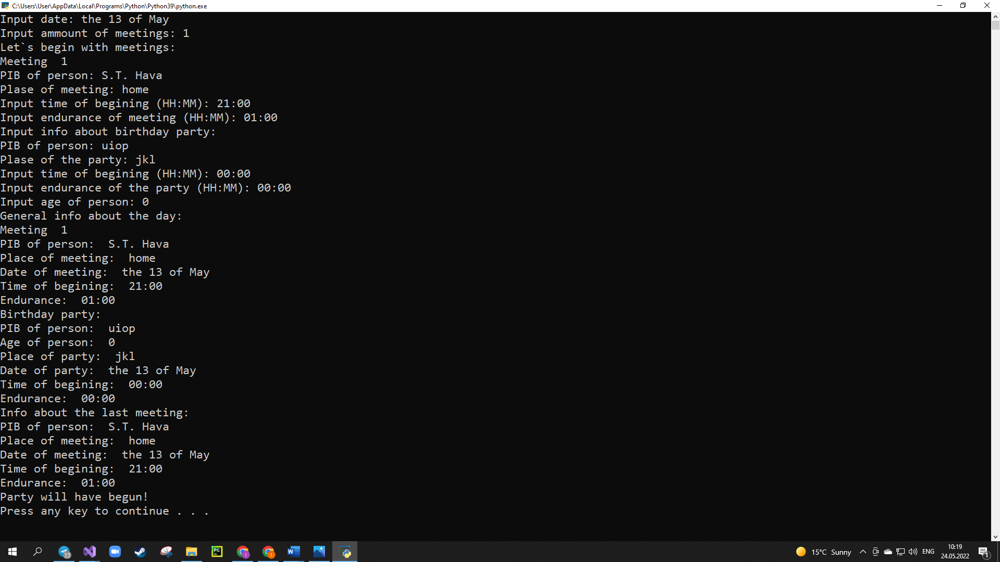 C:\Users\User\AppData\Local\Programs\Python\Python39\python.exe
Input date: the 13 of May
Input ammount of meetings: 1
Let`s begin with meetings:
Meeting  1
PIB of person: S.T. Hava
Plase of meeting: home
Input time of begining (HH:MM): 21:00
Input endurance of meeting (HH:MM): 01:00
Input info about birthday party:
PIB of person: uiop
Plase of the party: jkl
Input time of begining (HH:MM): 00:00
Input endurance of the party (HH:MM): 00:00
Input age of person: 0
General info about the day:
Meeting  1
PIB of person:  S.T. Hava
Place of meeting:  home
Date of meeting:  the 13 of May
Time of begining:  21:00
Endurance:  01:00
Birthday party:
PIB of person:  uiop
Age of person:  0
Place of party:  jkl
Date of party:  the 13 of May
Time of begining:  00:00
Endurance:  00:00
Info about the last meeting:
PIB of person:  S.T. Hava
Place of meeting:  home
Date of meeting:  the 13 of May
Time of begining:  21:00
Endurance:  01:00
Party will have begun!
Press any key to continue . . .
33
PC
I
I
W
15°C Sunny
ENG
10:19
24.05.2022
1